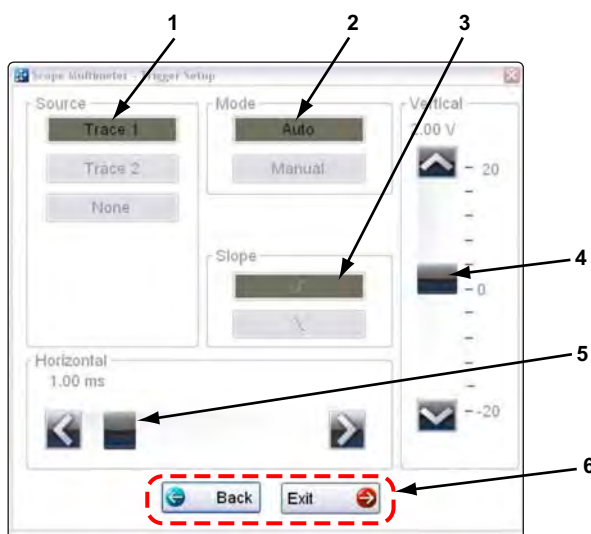 1 2 3
Scope Multimeter - Trigger Setup
Source
Trace 1
Trace 2
None
Mode
Auto
Manual
Slope
Vertical
2.00 V
20
0
-20
4
Horizontal
1.00 ms
5
Back
Exit
6